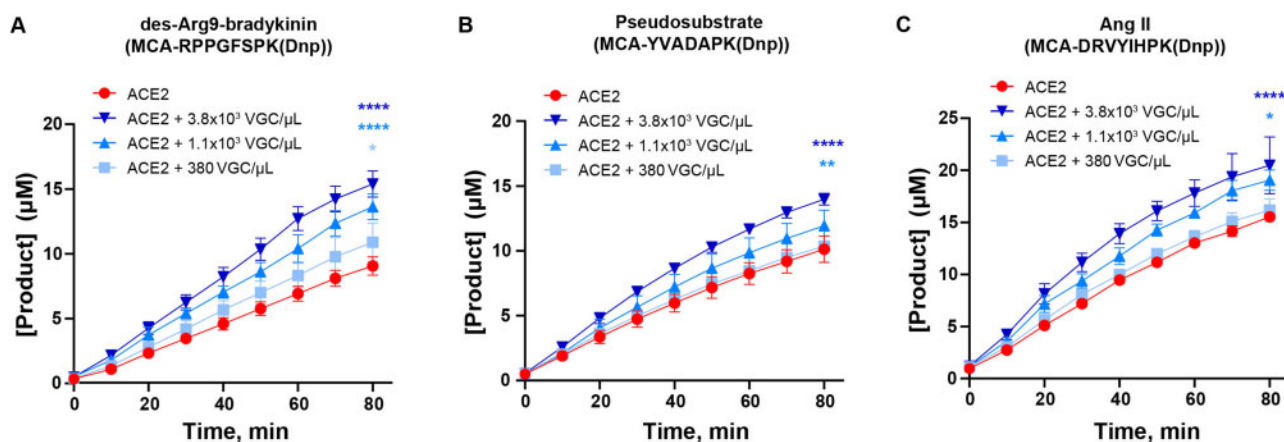 A
des-Arg9-bradykinin
(MCA-RPPGFSPK(Dnp))
ACE2
ACE2 + 3.8x10³ VGC/µL
ACE2 + 1.1x10³ VGC/µL
ACE2 + 380 VGC/µL
****
****
*
20
15
10
5
0
[Product] (µM)
0 20 40 60 80
Time, min
B
Pseudosubstrate
(MCA-YVADAPK(Dnp))
ACE2
ACE2 + 3.8x10³ VGC/µL
ACE2 + 1.1x10³ VGC/µL
ACE2 + 380 VGC/µL
****
**
20
15
10
5
0
[Product] (µM)
0 20 40 60 80
Time, min
C
Ang II
(MCA-DRVYIHPK(Dnp))
ACE2
ACE2 + 3.8x10³ VGC/µL
ACE2 + 1.1x10³ VGC/µL
ACE2 + 380 VGC/µL
****
*
25
20
15
10
5
0
[Product] (µM)
0 20 40 60 80
Time, min